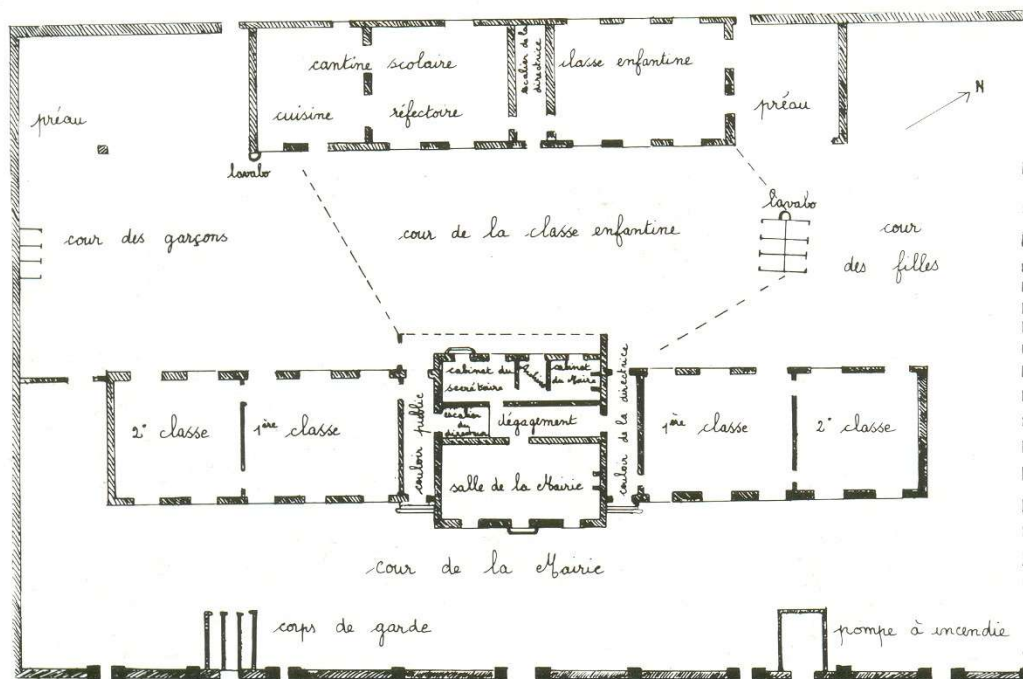 cantine scolaire
escalier de la
directrice
classe enfantine
cuisine
réfectoire
préau
préau
N
lavabo
lavabo
cour des garçons
cour de la classe enfantine
cour
des filles
cabinet du
secrétaire
cabinet
du Maire
2e classe
1ère classe
couloir public
escalier
du
directeur
dégagement
couloir de la directrice
1ère classe
2e classe
salle de la Mairie
cour de la Mairie
corps de garde
pompe à incendie